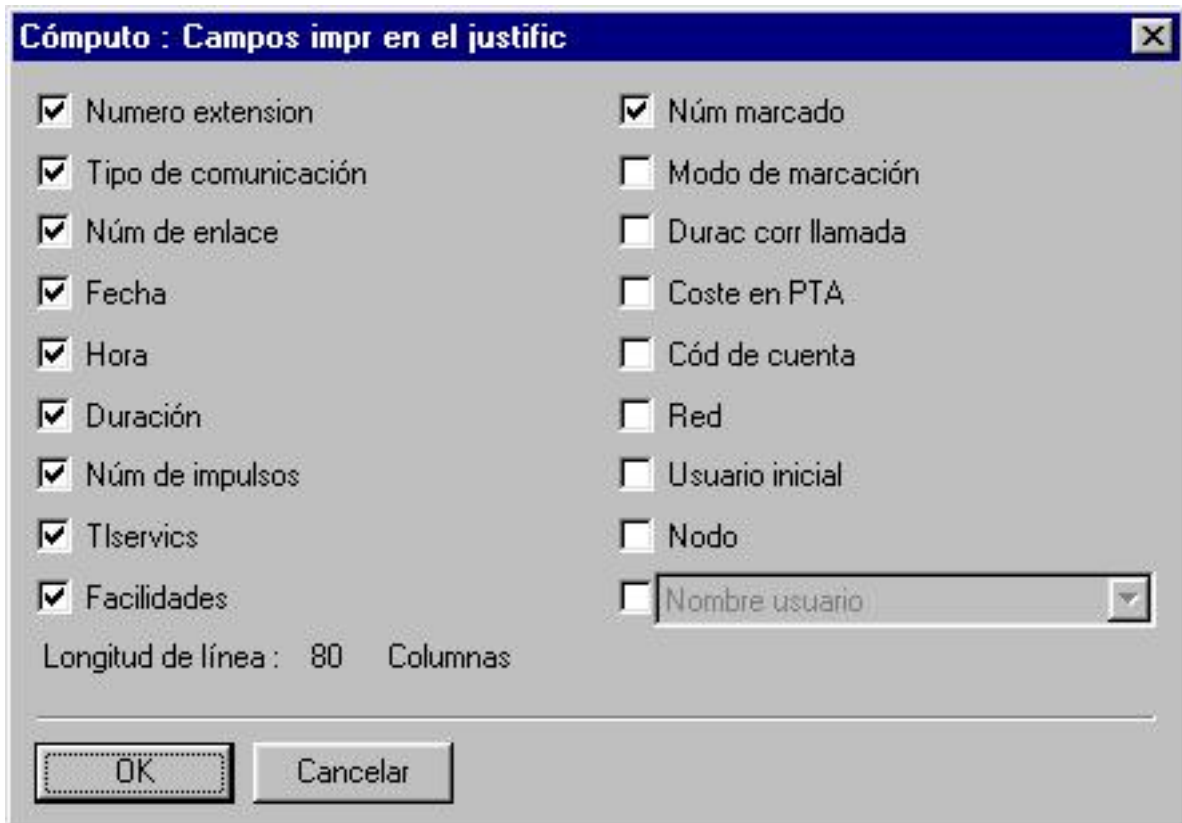 Cómputo : Campos impr en el justific
Numero extension
Tipo de comunicación
Núm de enlace
Fecha
Hora
Duración
Núm de impulsos
Tlservics
Facilidades
Núm marcado
Modo de marcación
Durac corr llamada
Coste en PTA
Cód de cuenta
Red
Usuario inicial
Nodo
Nombre usuario
Longitud de línea : 80 Columnas
OK Cancelar